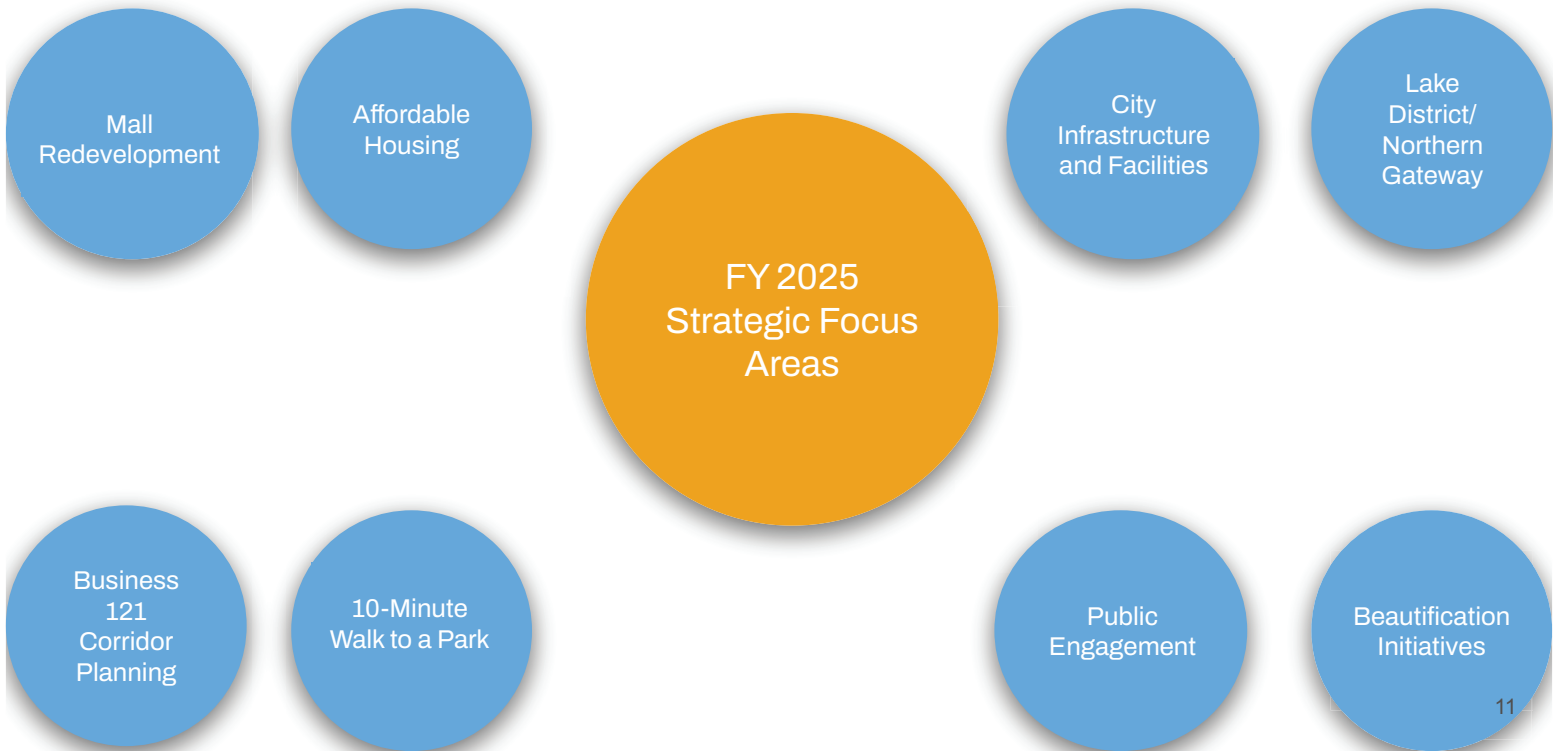 Mall
Redevelopment
Affordable
Housing
City
Infrastructure
and Facilities
Lake
District/
Northern
Gateway
FY 2025
Strategic Focus
Areas
Business
121
Corridor
Planning
10-Minute
Walk to a Park
Public
Engagement
Beautification
Initiatives
11